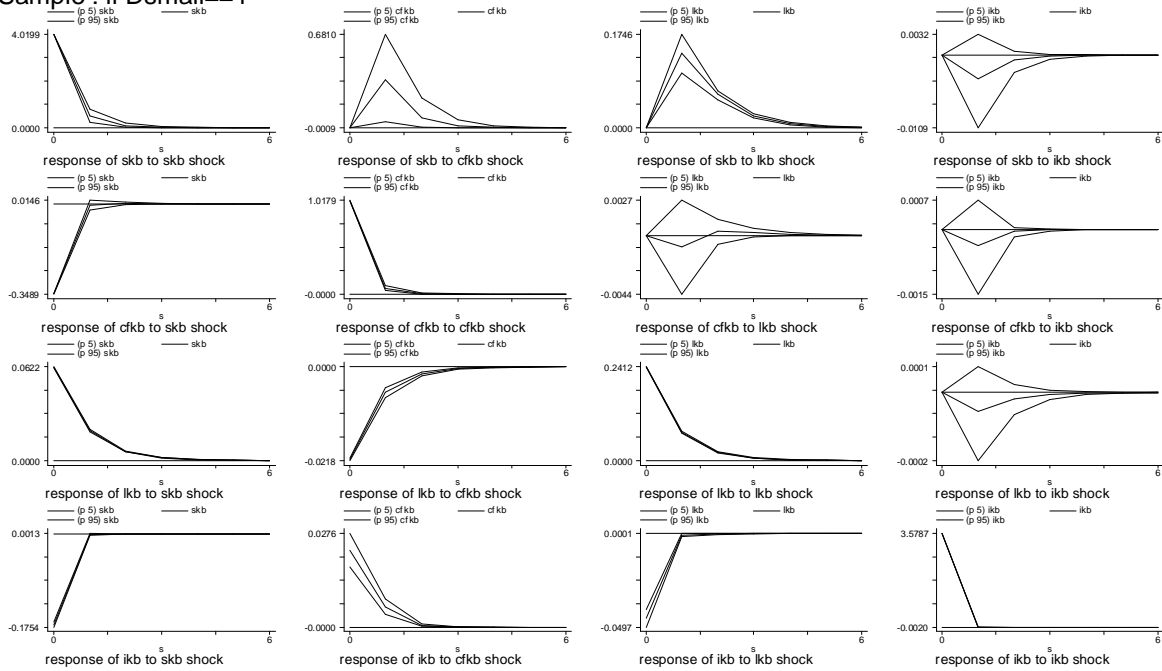 (p 5) skb skb (p 5) cfkb cfkb (p 5) lkb lkb (p 5) ikb ikb
(p 95) skb (p 95) cfkb (p 95) lkb (p 95) ikb
4.0199 0.6810 0.1746 0.0032
0.0000 -0.0009 0.0000 -0.0109
0 6 0 6 0 6 0 6
s s s s
response of skb to skb shock response of skb to cfkb shock response of skb to lkb shock response of skb to ikb shock
(p 5) skb skb (p 5) cfkb cfkb (p 5) lkb lkb (p 5) ikb ikb
(p 95) skb (p 95) cfkb (p 95) lkb (p 95) ikb
0.0146 1.0179 0.0027 0.0007
-0.3489 -0.0000 -0.0044 -0.0015
0 6 0 6 0 6 0 6
s s s s
response of cfkb to skb shock response of cfkb to cfkb shock response of cfkb to lkb shock response of cfkb to ikb shock
(p 5) skb skb (p 5) cfkb cfkb (p 5) lkb lkb (p 5) ikb ikb
(p 95) skb (p 95) cfkb (p 95) lkb (p 95) ikb
0.0622 0.0000 0.2412 0.0001
0.0000 -0.0218 0.0000 -0.0002
0 6 0 6 0 6 0 6
s s s s
response of lkb to skb shock response of lkb to cfkb shock response of lkb to lkb shock response of lkb to ikb shock
(p 5) skb skb (p 5) cfkb cfkb (p 5) lkb lkb (p 5) ikb ikb
(p 95) skb (p 95) cfkb (p 95) lkb (p 95) ikb
0.0013 0.0276 0.0001 3.5787
-0.1754 -0.0000 -0.0497 -0.0020
0 6 0 6 0 6 0 6
s s s s
response of ikb to skb shock response of ikb to cfkb shock response of ikb to lkb shock response of ikb to ikb shock